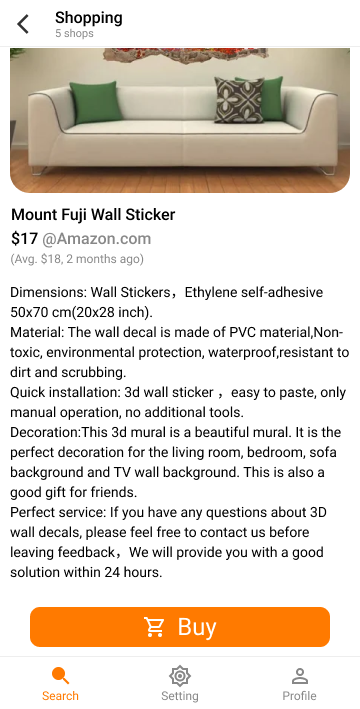 Shopping
5 shops
Mount Fuji Wall Sticker
$17 @Amazon.com
(Avg. $18, 2 months ago)
Dimensions: Wall Stickers，Ethylene self-adhesive
50x70 cm(20x28 inch).
Material: The wall decal is made of PVC material,Non-
toxic, environmental protection, waterproof,resistant to
dirt and scrubbing.
Quick installation: 3d wall sticker ，easy to paste, only
manual operation, no additional tools.
Decoration:This 3d mural is a beautiful mural. It is the
perfect decoration for the living room, bedroom, sofa
background and TV wall background. This is also a
good gift for friends.
Perfect service: If you have any questions about 3D
wall decals, please feel free to contact us before
leaving feedback，We will provide you with a good
solution within 24 hours.
Buy
Search
Setting
Profile